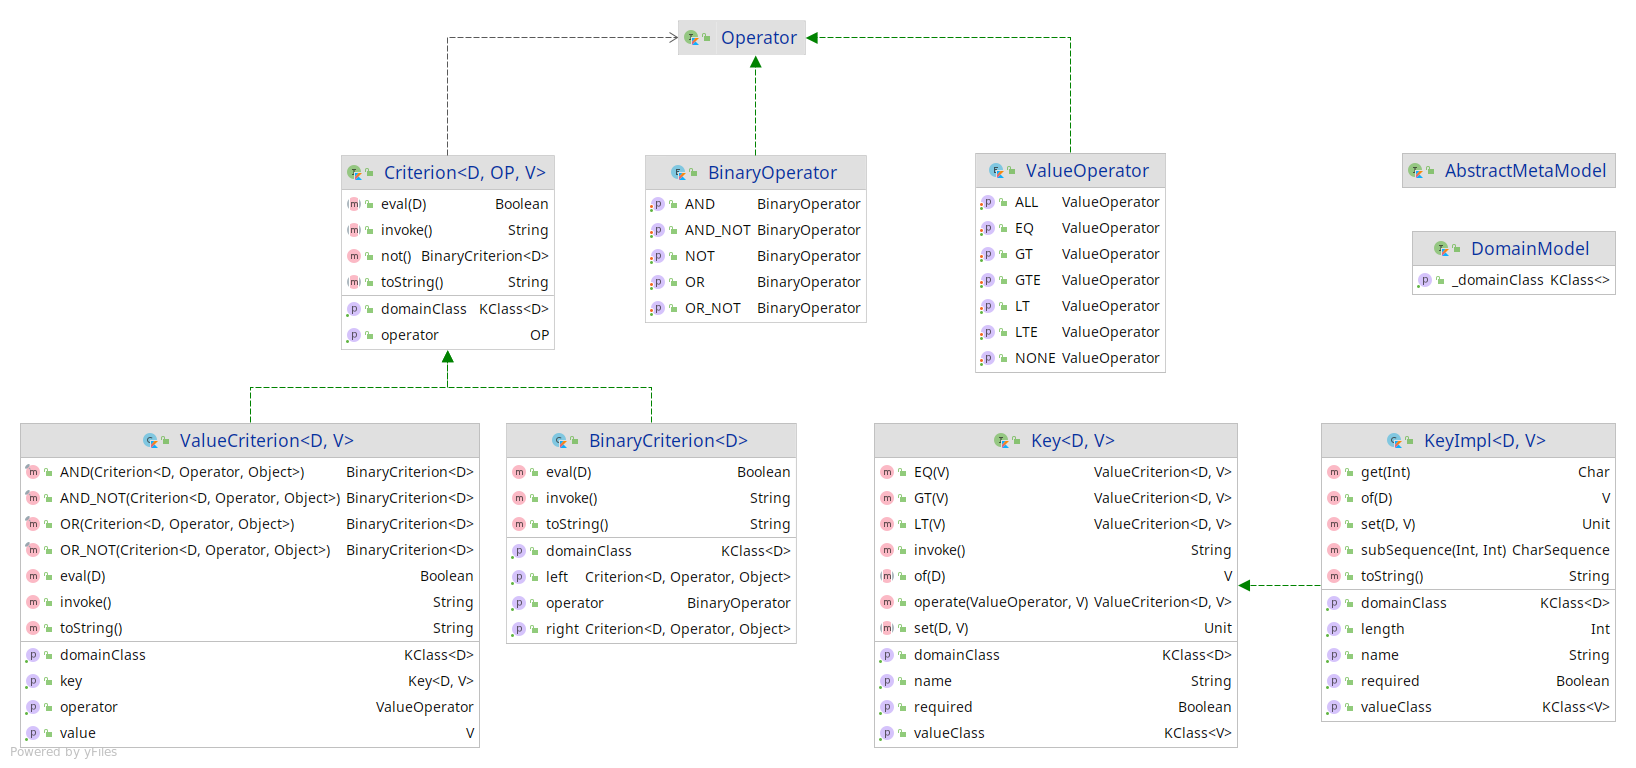 Operator
Criterion<D, OP, V>
eval(D) Boolean
invoke() String
not() BinaryCriterion<D>
toString() String
domainClass KClass<D>
operator OP
BinaryOperator
AND BinaryOperator
AND_NOT BinaryOperator
NOT BinaryOperator
OR BinaryOperator
OR_NOT BinaryOperator
ValueOperator
ALL ValueOperator
EQ ValueOperator
GT ValueOperator
GTE ValueOperator
LT ValueOperator
LTE ValueOperator
NONE ValueOperator
AbstractMetaModel
DomainModel
_domainClass KClass<>
ValueCriterion<D, V>
AND(Criterion<D, Operator, Object>) BinaryCriterion<D>
AND_NOT(Criterion<D, Operator, Object>) BinaryCriterion<D>
OR(Criterion<D, Operator, Object>) BinaryCriterion<D>
OR_NOT(Criterion<D, Operator, Object>) BinaryCriterion<D>
eval(D) Boolean
invoke() String
toString() String
domainClass KClass<D>
key Key<D, V>
operator ValueOperator
value V
BinaryCriterion<D>
eval(D) Boolean
invoke() String
toString() String
domainClass KClass<D>
left Criterion<D, Operator, Object>
operator BinaryOperator
right Criterion<D, Operator, Object>
Key<D, V>
EQ(V) ValueCriterion<D, V>
GT(V) ValueCriterion<D, V>
LT(V) ValueCriterion<D, V>
invoke() String
of(D) V
operate(ValueOperator, V) ValueCriterion<D, V>
set(D, V) Unit
domainClass KClass<D>
name String
required Boolean
valueClass KClass<V>
KeyImpl<D, V>
get(Int) Char
of(D) V
set(D, V) Unit
subSequence(Int, Int) CharSequence
toString() String
domainClass KClass<D>
length Int
name String
required Boolean
valueClass KClass<V>
Powered by yFiles